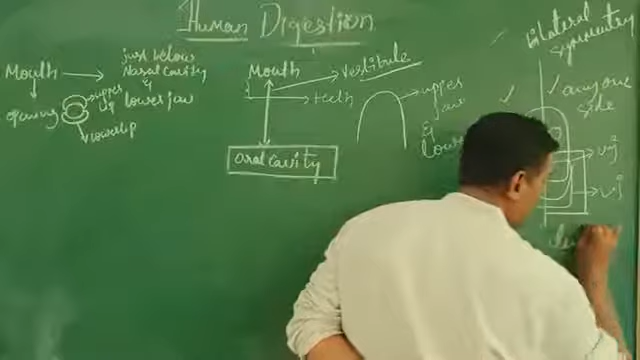 Human Digestion
Mouth
just below
Nasal cavity
&
lower jaw
opening
upper
lip
lowerlip
Mouth
vestibule
teeth
Oral cavity
upper
jaw
&
lower
Bilateral
symmetry
any one
side